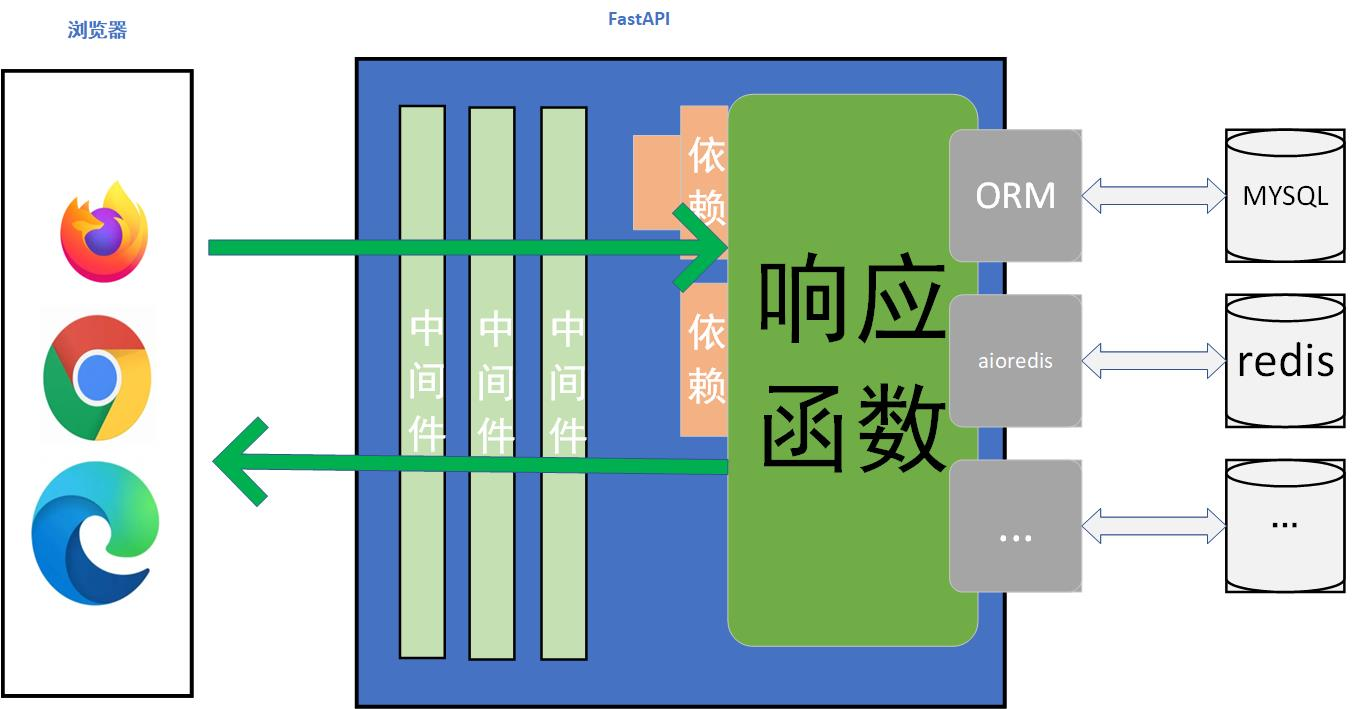 浏览器
FastAPI
中间件
中间件
中间件
依赖
依赖
响应
函数
ORM
aioredis
...
MYSQL
redis
...